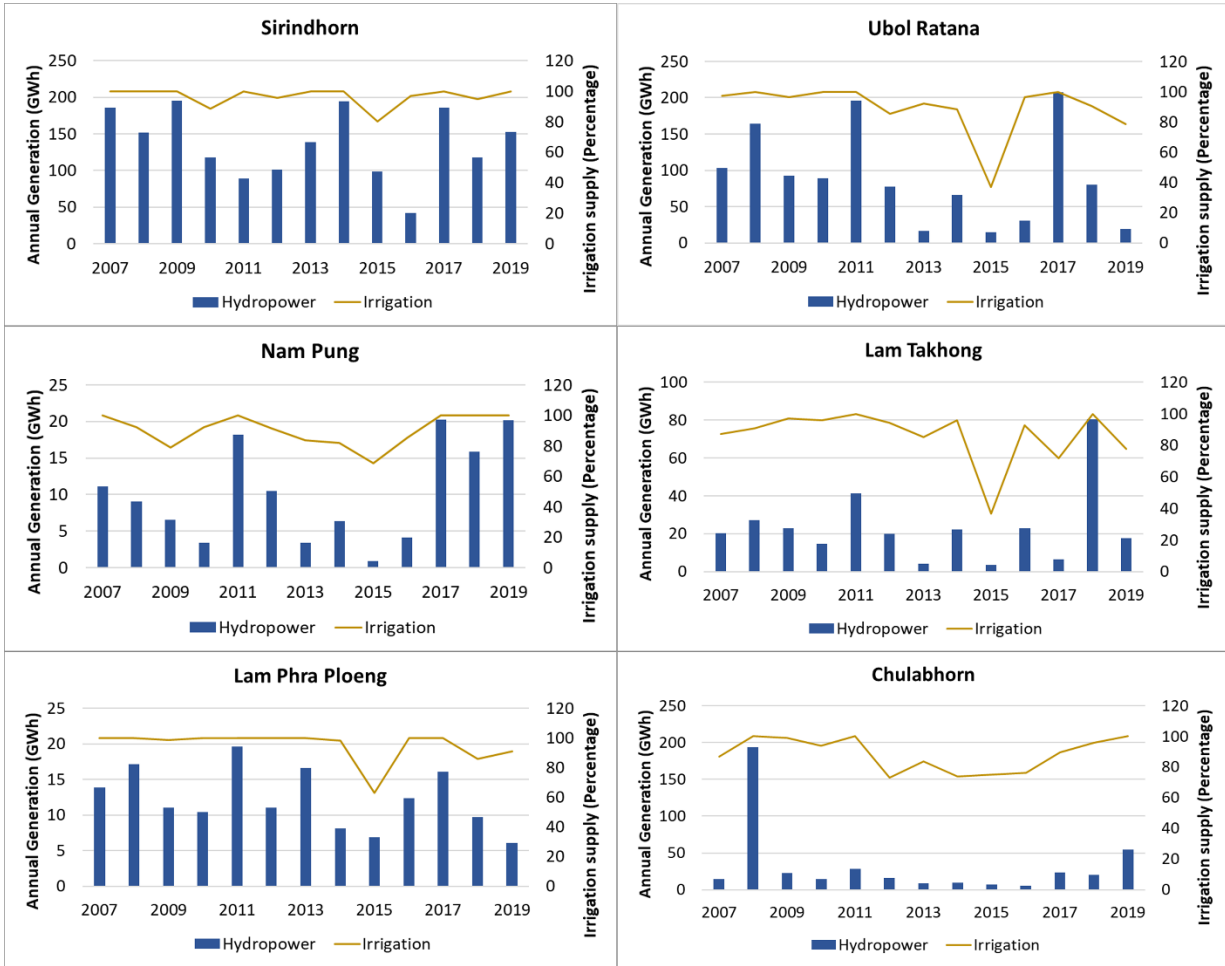 Sirindhorn
Annual Generation (GWh)
250
200
150
100
50
0
120
100
80
60
40
20
0
Irrigation supply (Percentage)
2007 2009 2011 2013 2015 2017 2019
Hydropower Irrigation
Ubol Ratana
Annual Generation (GWh)
250
200
150
100
50
0
120
100
80
60
40
20
0
Irrigation supply (Percentage)
2007 2009 2011 2013 2015 2017 2019
Hydropower Irrigation
Nam Pung
Annual Generation (GWh)
25
20
15
10
5
0
120
100
80
60
40
20
0
Irrigation supply (Percentage)
2007 2009 2011 2013 2015 2017 2019
Hydropower Irrigation
Lam Takhong
Annual Generation (GWh)
100
80
60
40
20
0
120
100
80
60
40
20
0
Irrigation supply (Percentage)
2007 2009 2011 2013 2015 2017 2019
Hydropower Irrigation
Lam Phra Ploeng
Annual Generation (GWh)
25
20
15
10
5
0
120
100
80
60
40
20
0
Irrigation supply (Percentage)
2007 2009 2011 2013 2015 2017 2019
Hydropower Irrigation
Chulabhorn
Annual Generation (GWh)
250
200
150
100
50
0
120
100
80
60
40
20
0
Irrigation supply (Percentage)
2007 2009 2011 2013 2015 2017 2019
Hydropower Irrigation